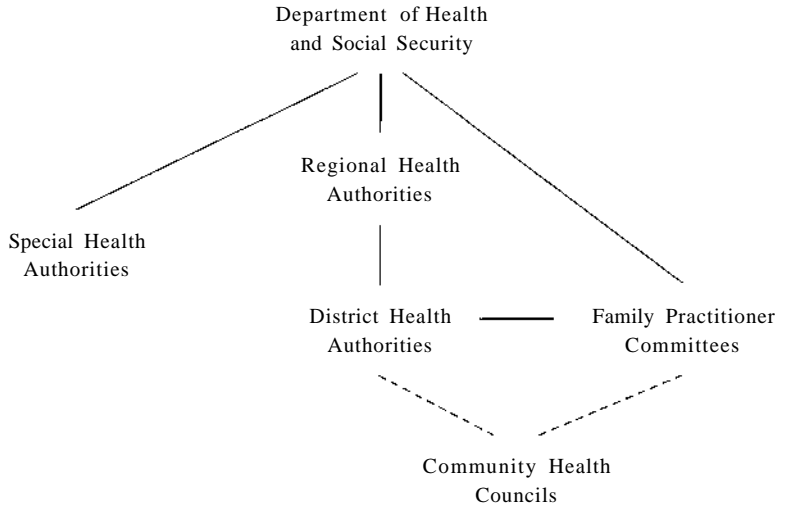 Department of Health
and Social Security
Regional Health
Authorities
Special Health
Authorities
District Health
Authorities
Family Practitioner
Committees
Community Health
Councils